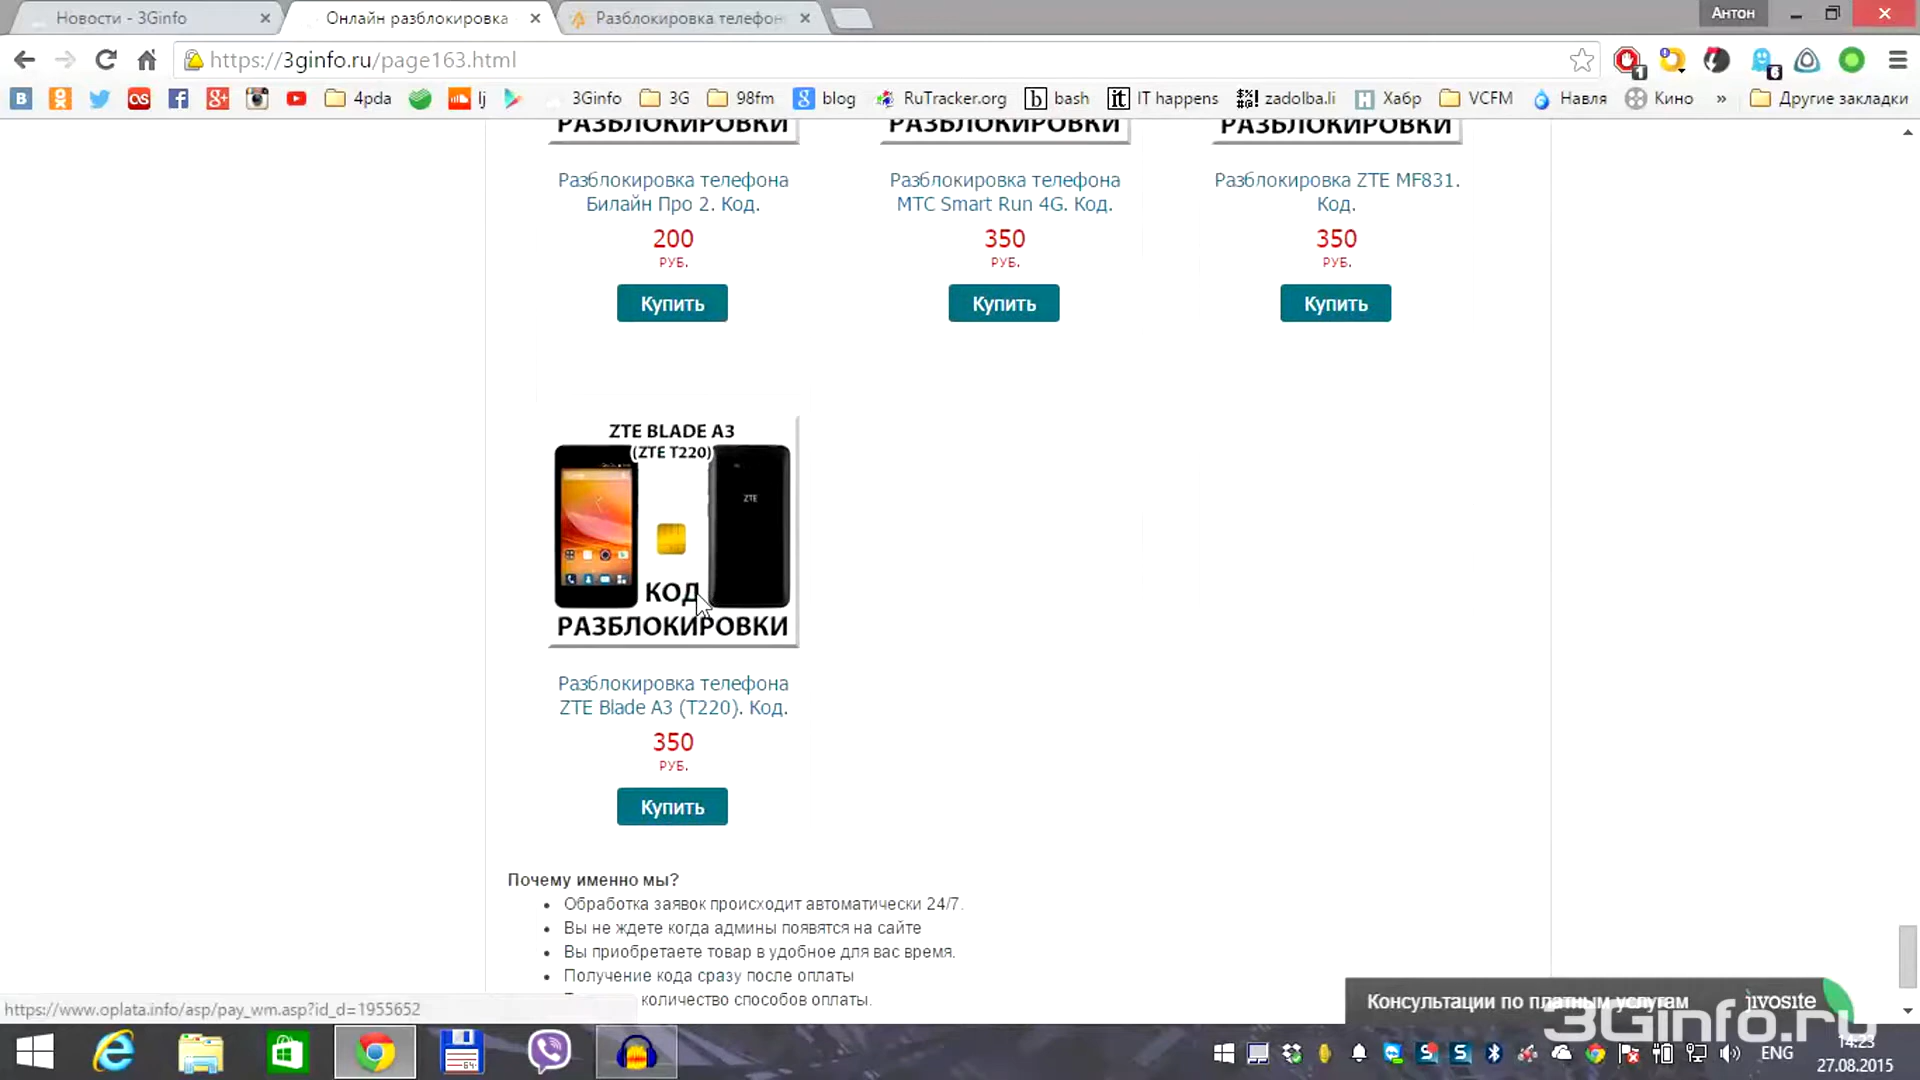 Новости - 3Ginfo
Онлайн разблокировка
Разблокировка телефон
Антон
https://3ginfo.ru/page163.html
4pda
lj
3Ginfo
3G
98fm
blog
RuTracker.org
bash
IT happens
zadolba.li
Хабр
VCFM
Навля
Кино
»
Другие закладки
РАЗБЛОКИРОВКИ
РАЗБЛОКИРОВКИ
РАЗБЛОКИРОВКИ
Разблокировка телефона
Билайн Про 2. Код.
200
РУБ.
Купить
Разблокировка телефона
МТС Smart Run 4G. Код.
350
РУБ.
Купить
Разблокировка ZTE MF831.
Код.
350
РУБ.
Купить
ZTE BLADE A3
(ZTE T220)
ZTE
КОД
РАЗБЛОКИРОВКИ
Разблокировка телефона
ZTE Blade A3 (T220). Код.
350
РУБ.
Купить
Почему именно мы?
• Обработка заявок происходит автоматически 24/7.
• Вы не ждете когда админы появятся на сайте
• Вы приобретаете товар в удобное для вас время.
• Получение кода сразу после оплаты
количество способов оплаты.
https://www.oplata.info/asp/pay_wm.asp?id_d=1955652
Консультации по платным услугам
jivosite
3Ginfo.ru
ENG
14:23
27.08.2015